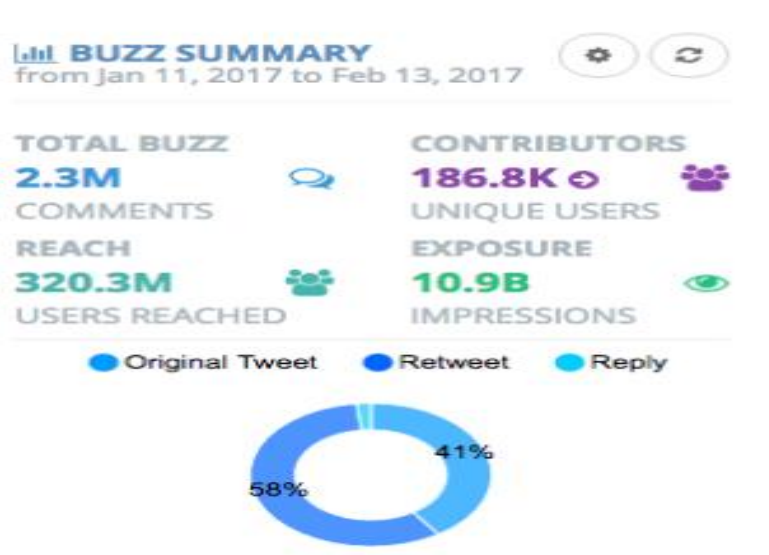 BUZZ SUMMARY
from Jan 11, 2017 to Feb 13, 2017
TOTAL BUZZ
2.3M
COMMENTS
CONTRIBUTORS
186.8K
UNIQUE USERS
REACH
320.3M
USERS REACHED
EXPOSURE
10.9B
IMPRESSIONS
Original Tweet Retweet Reply
41%
58%